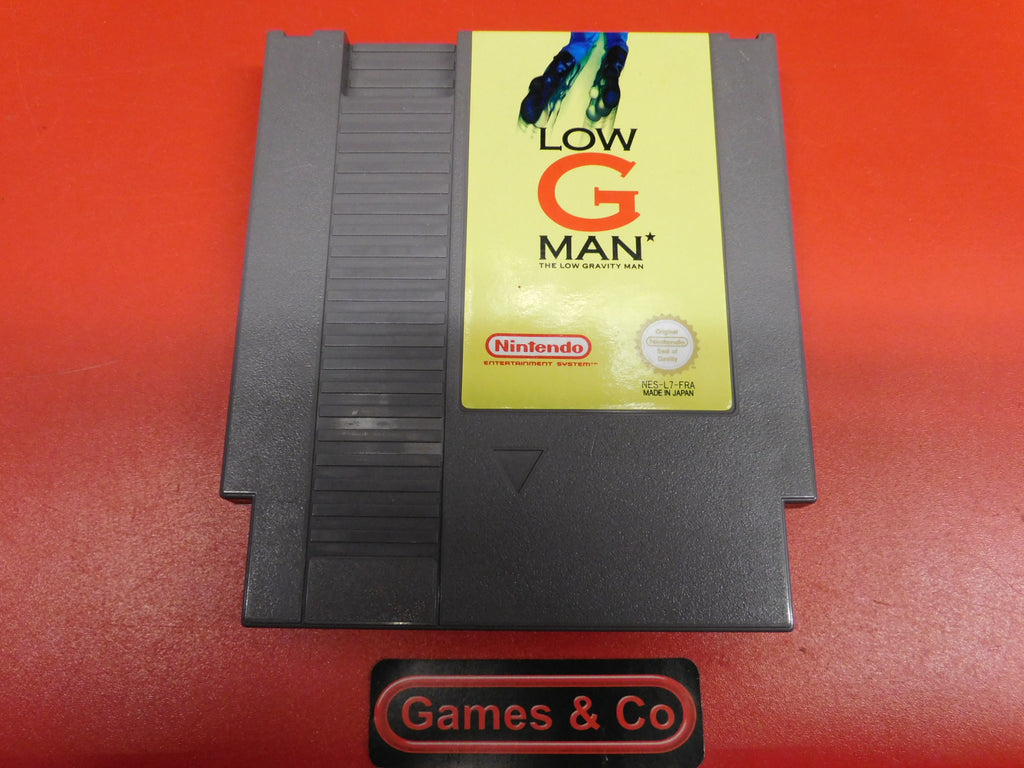 LOW
G
MAN*
THE LOW GRAVITY MAN
Nintendo
ENTERTAINMENT SYSTEM™
Original
Nintendo
Seal of
Quality
NES-L7-FRA
MADE IN JAPAN
Games & Co